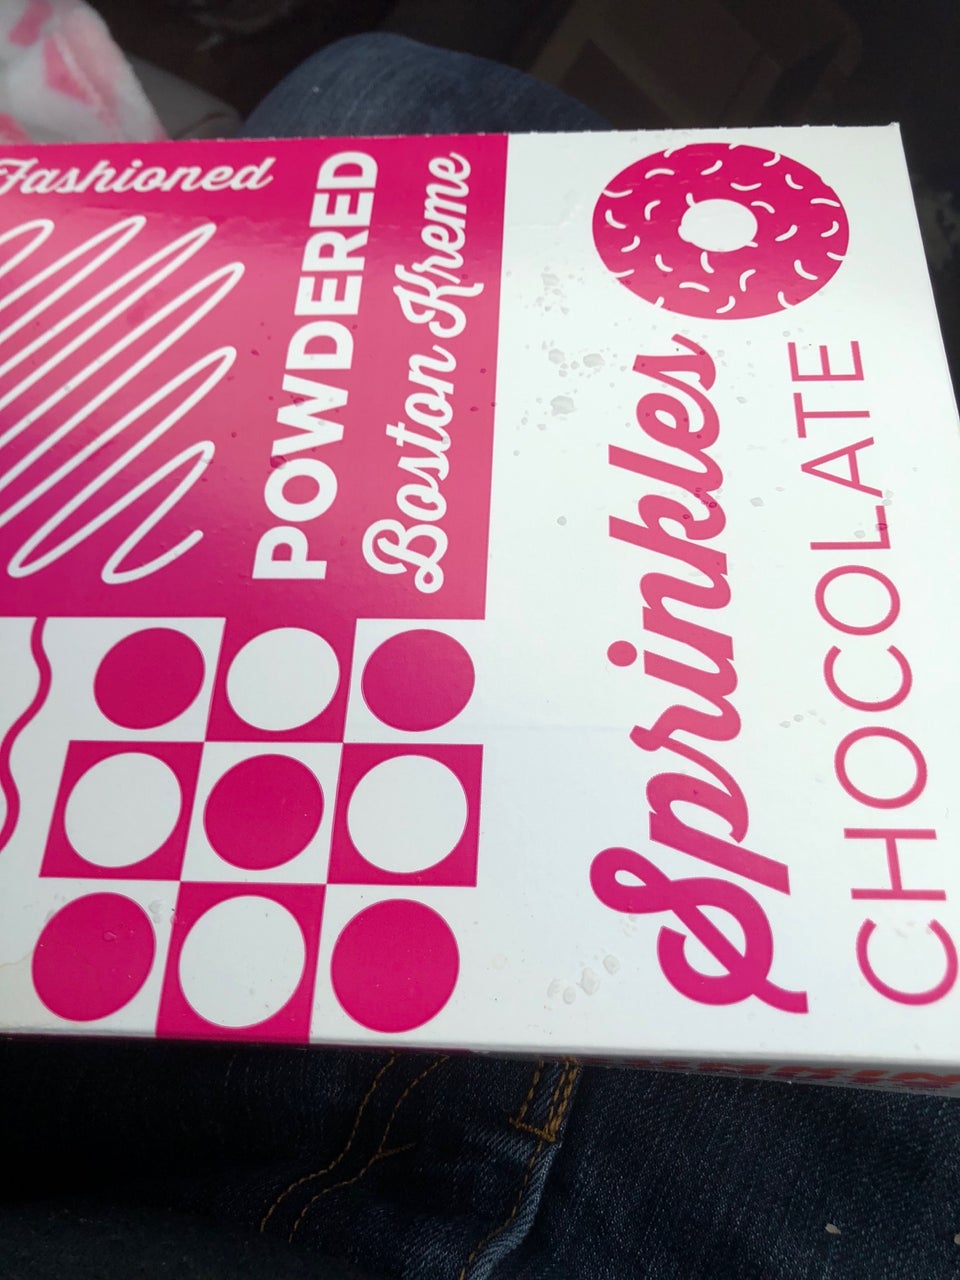 Fashioned
POWDERED
Boston Kreme
Sprinkles
CHOCOLATE